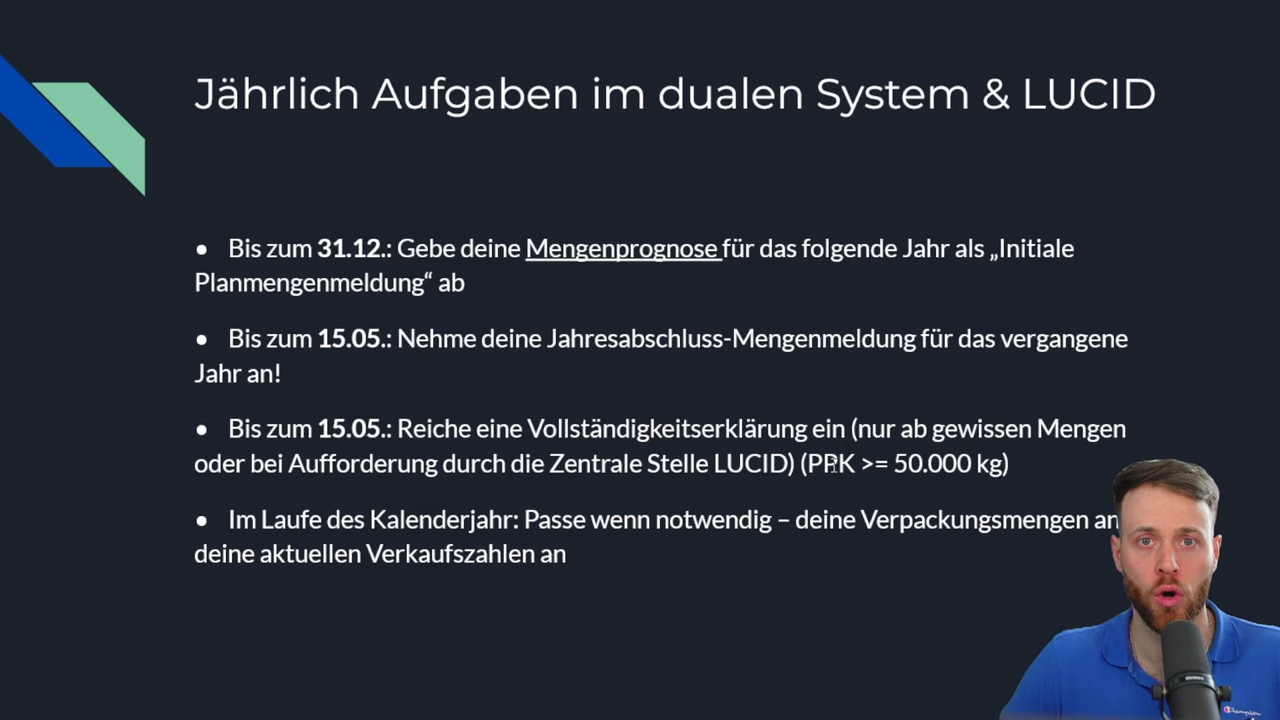 Jährlich Aufgaben im dualen System & LUCID
• Bis zum 31.12.: Gebe deine Mengenprognose für das folgende Jahr als „Initiale
Planmengenmeldung“ ab
• Bis zum 15.05.: Nehme deine Jahresabschluss-Mengenmeldung für das vergangene
Jahr an!
• Bis zum 15.05.: Reiche eine Vollständigkeitserklärung ein (nur ab gewissen Mengen
oder bei Aufforderung durch die Zentrale Stelle LUCID) (PPK >= 50.000 kg)
• Im Laufe des Kalenderjahr: Passe wenn notwendig – deine Verpackungsmengen an
deine aktuellen Verkaufszahlen an
Champion